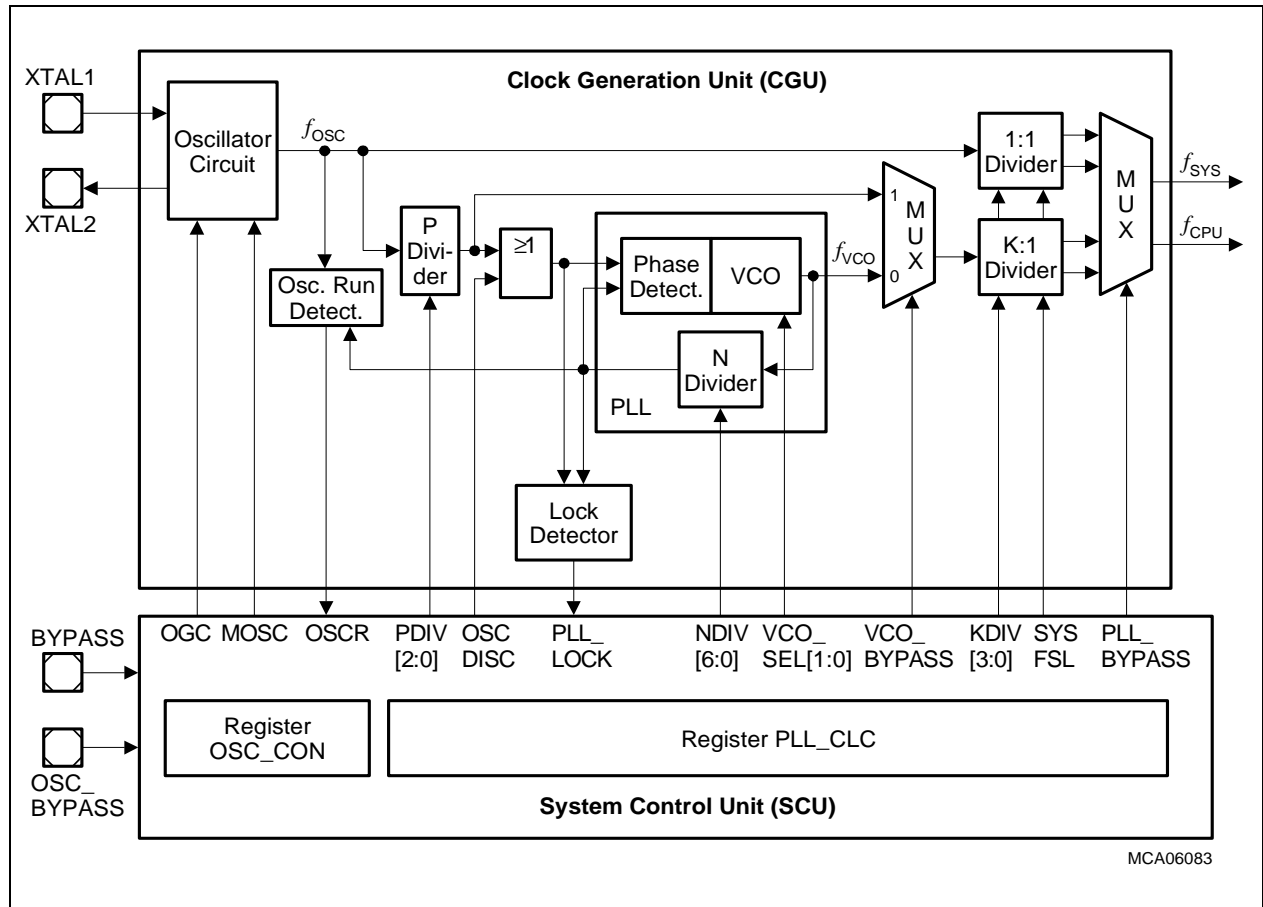 Clock Generation Unit (CGU)
XTAL1
XTAL2
Oscillator
Circuit
fOSC
1:1
Divider
M
U
X
fSYS
fCPU
P
Divi-
der
≥1
Osc. Run
Detect.
Phase
Detect.
VCO
fVCO
1
0
M
U
X
K:1
Divider
N
Divider
PLL
Lock
Detector
BYPASS
OSC_
BYPASS
OGC
MOSC
OSCR
PDIV
[2:0]
OSC
DISC
PLL_
LOCK
NDIV
[6:0]
VCO_
SEL[1:0]
VCO_
BYPASS
KDIV
[3:0]
SYS
FSL
PLL_
BYPASS
Register
OSC_CON
Register PLL_CLC
System Control Unit (SCU)
MCA06083